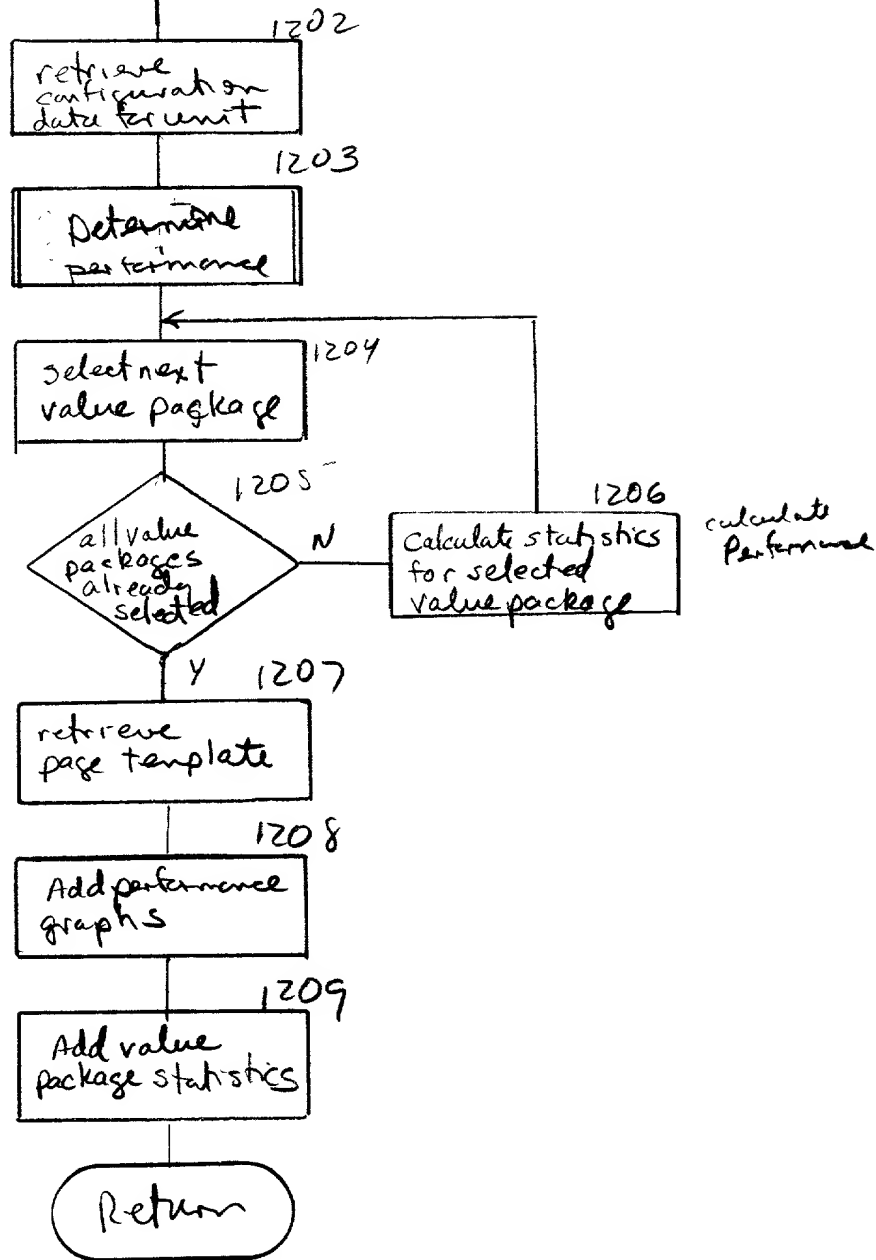 1202
retrieve
configuration
data for unit
1203
Determine
performance
1204
select next
value package
1205
all value
packages
already
selected
N
1206
Calculate statistics
for selected
value package
calculate
Performance
Y
1207
retrieve
page template
1208
Add performance
graphs
1209
Add value
package statistics
Return